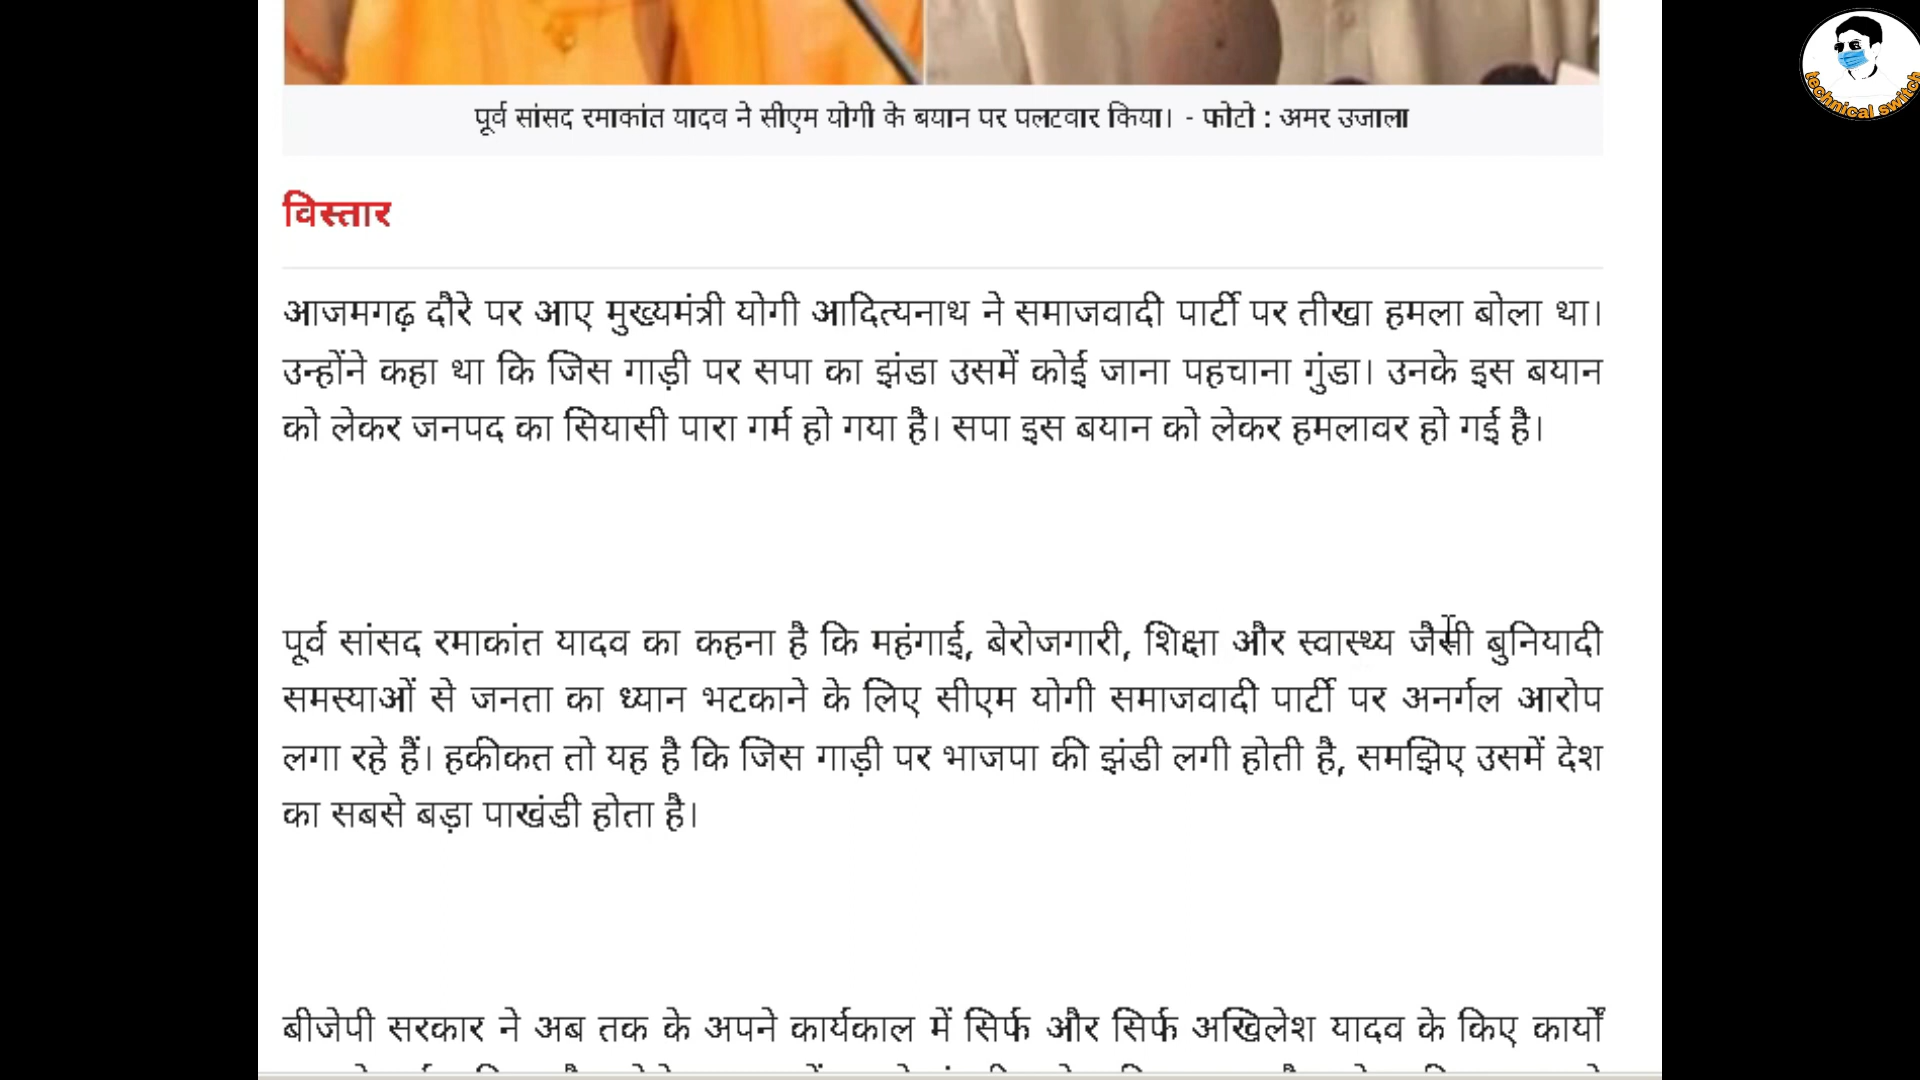 technical switch
पूर्व सांसद रमाकांत यादव ने सीएम योगी के बयान पर पलटवार किया। - फोटो : अमर उजाला
विस्तार
आजमगढ़ दौरे पर आए मुख्यमंत्री योगी आदित्यनाथ ने समाजवादी पार्टी पर तीखा हमला बोला था।
उन्होंने कहा था कि जिस गाड़ी पर सपा का झंडा उसमें कोई जाना पहचाना गुंडा। उनके इस बयान
को लेकर जनपद का सियासी पारा गर्म हो गया है। सपा इस बयान को लेकर हमलावर हो गई है।
पूर्व सांसद रमाकांत यादव का कहना है कि महंगाई, बेरोजगारी, शिक्षा और स्वास्थ्य जैसी बुनियादी
समस्याओं से जनता का ध्यान भटकाने के लिए सीएम योगी समाजवादी पार्टी पर अनर्गल आरोप
लगा रहे हैं। हकीकत तो यह है कि जिस गाड़ी पर भाजपा की झंडी लगी होती है, समझिए उसमें देश
का सबसे बड़ा पाखंडी होता है।
बीजेपी सरकार ने अब तक के अपने कार्यकाल में सिर्फ और सिर्फ अखिलेश यादव के किए कार्यों